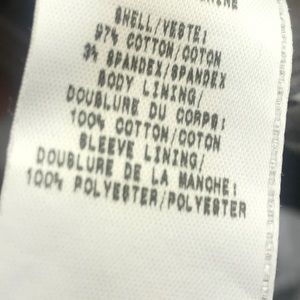 SHELL/VESTE:
97% COTTON/COTON
3% SPANDEX/SPANDEX
BODY LINING/
DOUBLURE DU CORPS:
100% COTTON/COTON
SLEEVE LINING/
DOUBLURE DE LA MANCHE:
100% POLYESTER/POLYESTER